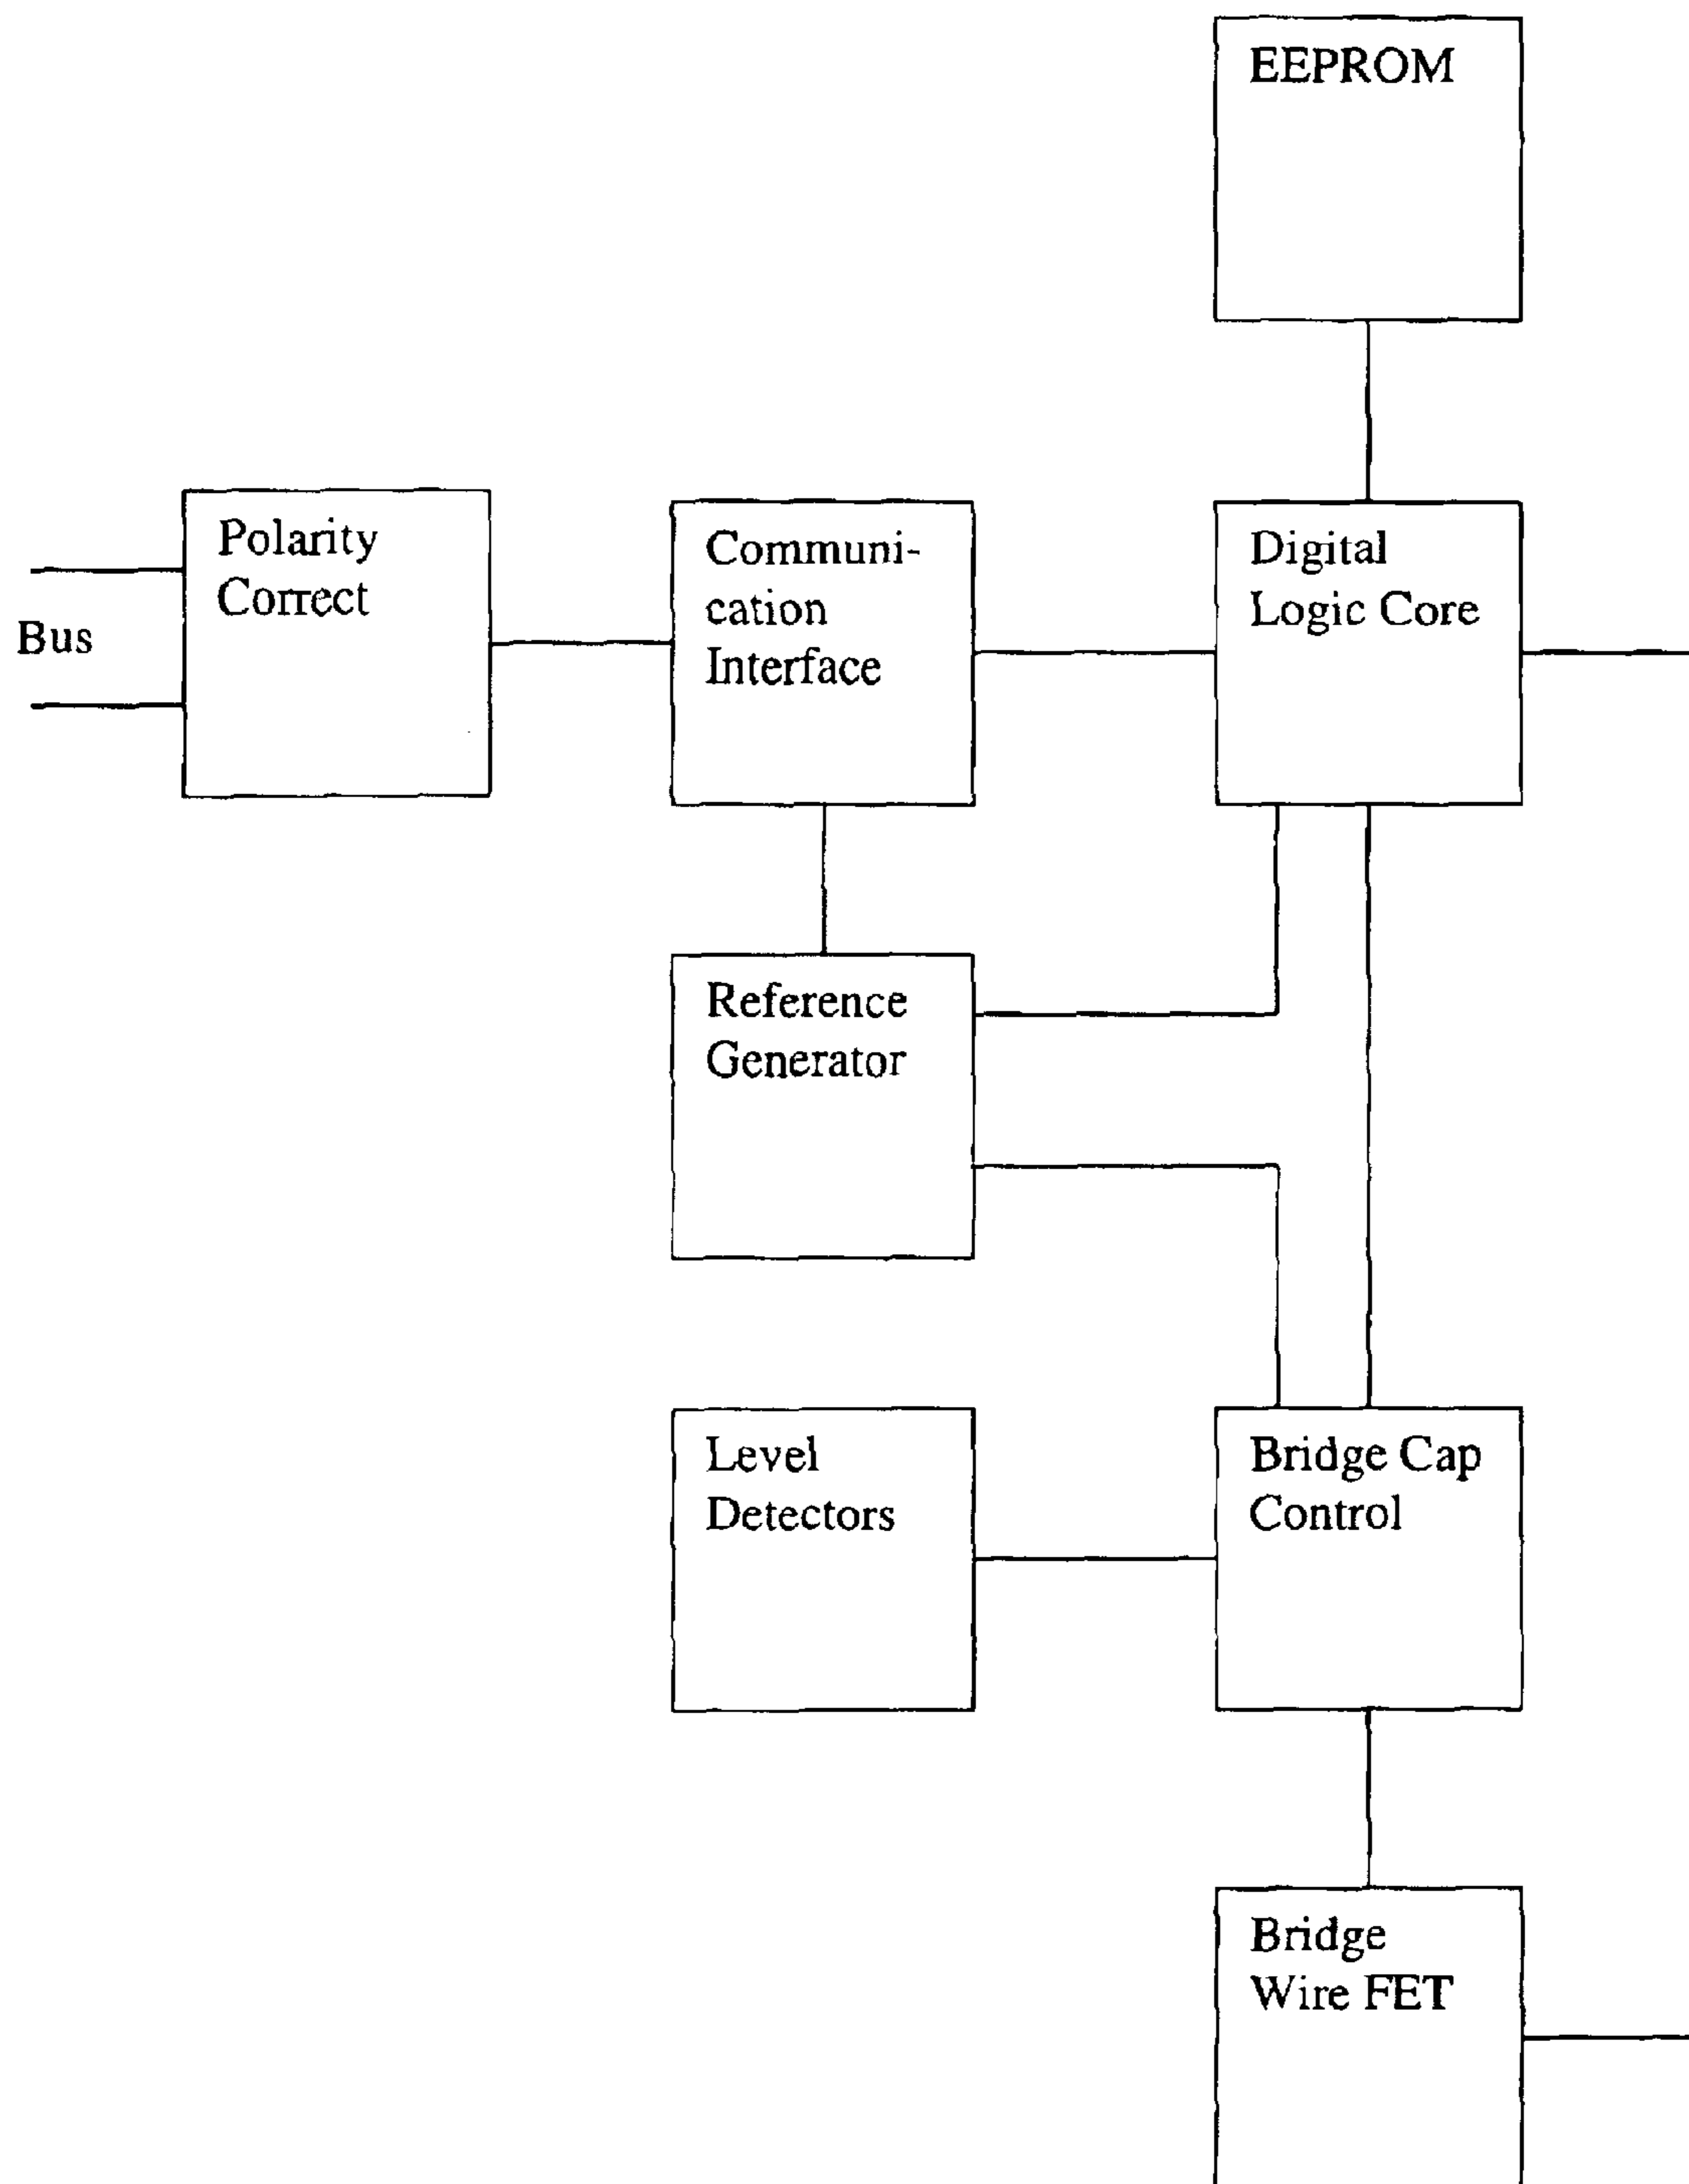 EEPROM
Polarity
Correct
Bus
Communi-
cation
Interface
Digital
Logic Core
Reference
Generator
Level
Detectors
Bridge Cap
Control
Bridge
Wire FET